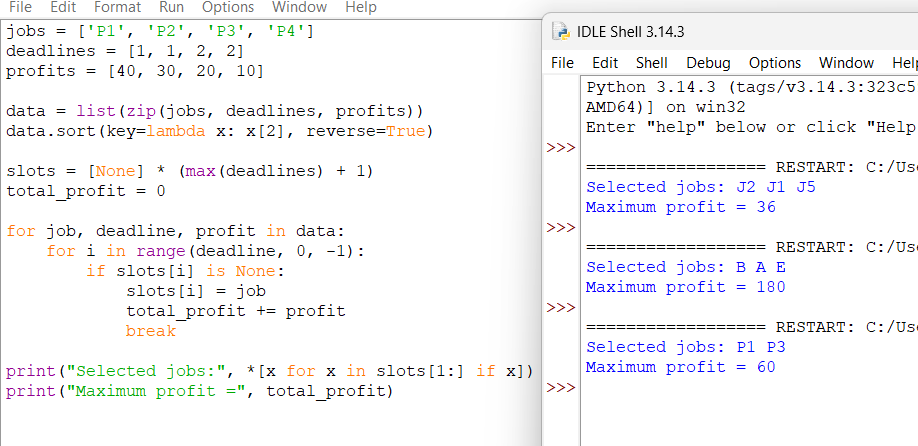 File Edit Format Run Options Window Help
jobs = ['P1', 'P2', 'P3', 'P4']
deadlines = [1, 1, 2, 2]
profits = [40, 30, 20, 10]
data = list(zip(jobs, deadlines, profits))
data.sort(key=lambda x: x[2], reverse=True)
slots = [None] * (max(deadlines) + 1)
total_profit = 0
for job, deadline, profit in data:
    for i in range(deadline, 0, -1):
        if slots[i] is None:
            slots[i] = job
            total_profit += profit
            break
print("Selected jobs:", *[x for x in slots[1:] if x])
print("Maximum profit =", total_profit)
IDLE Shell 3.14.3
File Edit Shell Debug Options Window Help
Python 3.14.3 (tags/v3.14.3:323c5
AMD64)] on win32
Enter "help" below or click "Help
>>>
================== RESTART: C:/Use
Selected jobs: J2 J1 J5
Maximum profit = 36
>>>
================== RESTART: C:/Use
Selected jobs: B A E
Maximum profit = 180
>>>
================== RESTART: C:/Use
Selected jobs: P1 P3
Maximum profit = 60
>>>